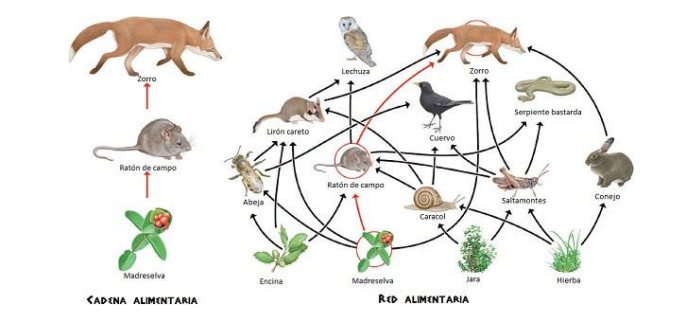 Lechuza
Zorro
Zorro
Serpiente bastarda
Lirón careto
Cuervo
Ratón de campo
Ratón de campo
Abeja
Caracol
Saltamontes
Conejo
Madreselva
Encina
Madreselva
Jara
Hierba
CADENA ALIMENTARIA
RED ALIMENTARIA